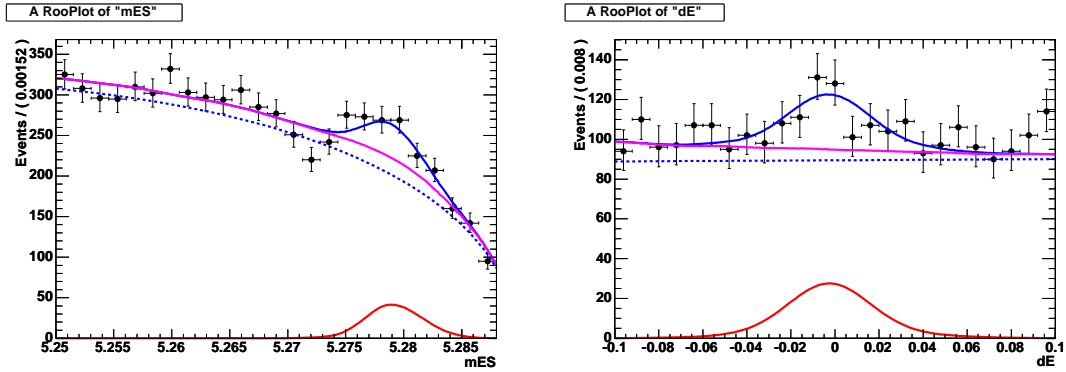 A RooPlot of "mES"
Events / ( 0.00152 )
350
300
250
200
150
100
50
0
5.25 5.255 5.26 5.265 5.27 5.275 5.28 5.285
mES
A RooPlot of "dE"
Events / ( 0.008 )
140
120
100
80
60
40
20
0
-0.1 -0.08 -0.06 -0.04 -0.02 0 0.02 0.04 0.06 0.08 0.1
dE